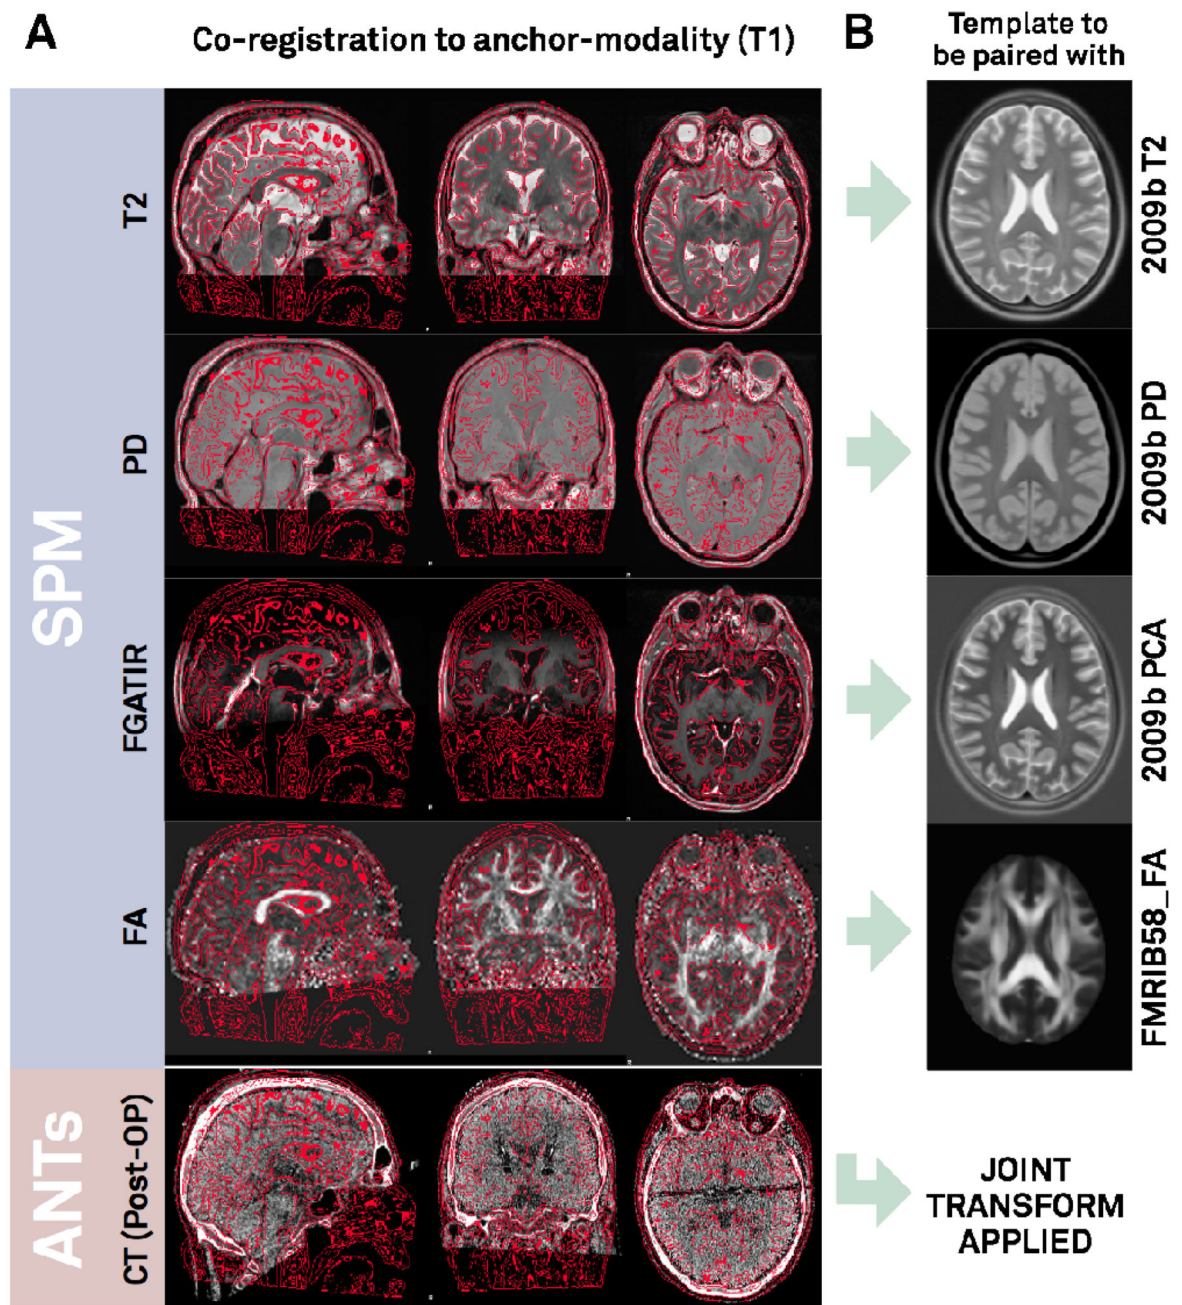 A
Co-registration to anchor-modality (T1)
B
Template to
be paired with
SPM
T2
2009b T2
PD
2009b PD
FGATIR
2009b PCA
FA
FMRIB58_FA
ANTs
CT (Post-OP)
JOINT
TRANSFORM
APPLIED